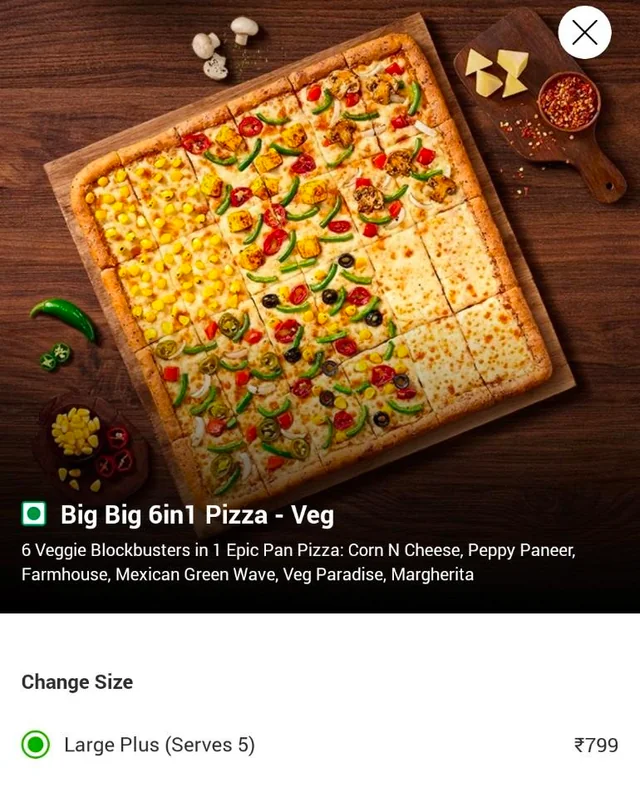 Big Big 6in1 Pizza - Veg
6 Veggie Blockbusters in 1 Epic Pan Pizza: Corn N Cheese, Peppy Paneer,
Farmhouse, Mexican Green Wave, Veg Paradise, Margherita
Change Size
Large Plus (Serves 5) ₹799